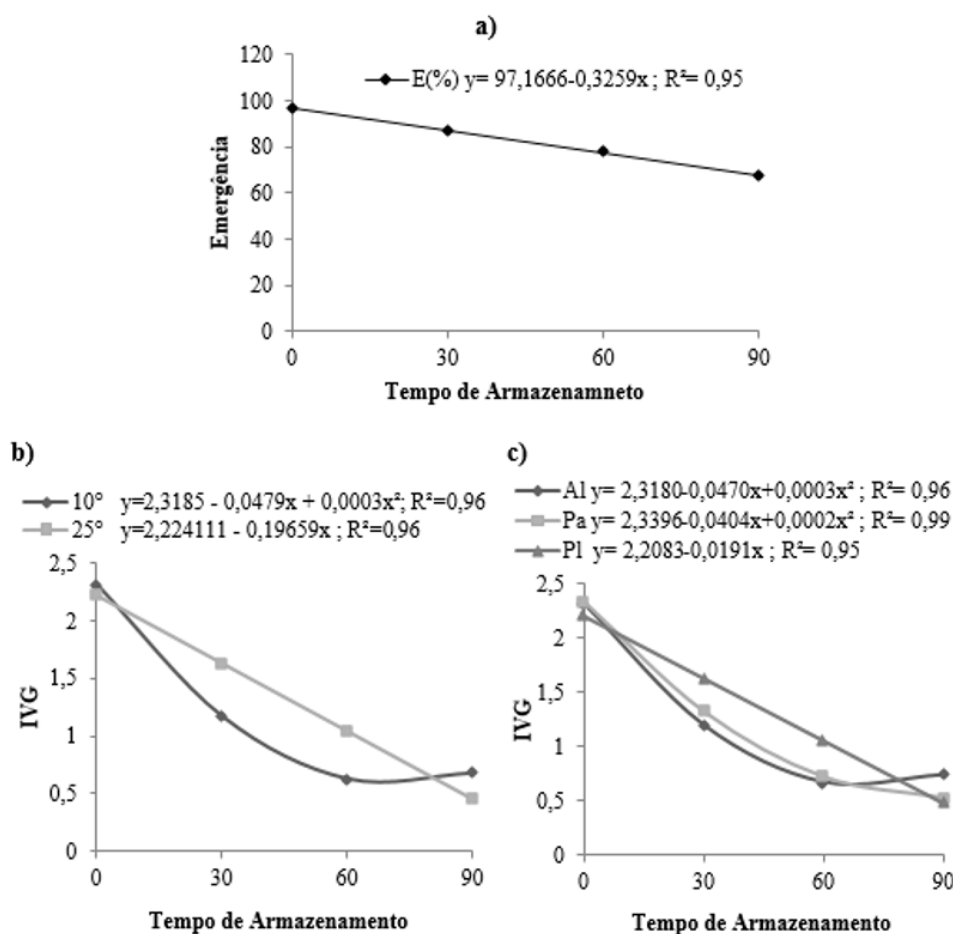 a)
E(%) y= 97,1666-0,3259x ; R²= 0,95
120
100
80
60
40
20
0
Emergência
0 30 60 90
Tempo de Armazenamneto
b)
10° y=2,3185 - 0,0479x + 0,0003x²; R²=0,96
25° y=2,224111 - 0,19659x ; R²=0,96
2,5
2
1,5
1
0,5
0
IVG
0 30 60 90
Tempo de Armazenamento
c)
Al y= 2,3180-0,0470x+0,0003x² ; R²= 0,96
Pa y= 2,3396-0,0404x+0,0002x² ; R²= 0,99
Pl y= 2,2083-0,0191x ; R²= 0,95
2,5
2
1,5
1
0,5
0
IVG
0 30 60 90
Tempo de Armazenamento